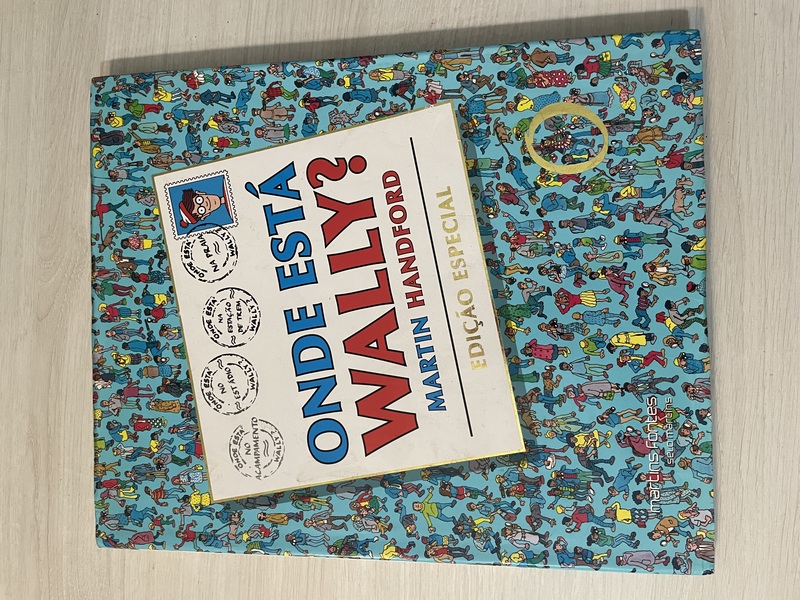 ONDE ESTÁ
NO
ACAMPAMENTO
WALLY?
ONDE ESTÁ
NO
ESTÁDIO
WALLY?
ONDE ESTÁ
NA
ESTAÇÃO
DE TREM
WALLY?
ONDE ESTÁ
NA PRAIA
WALLY?
ONDE ESTÁ
WALLY?
MARTIN HANDFORD
EDIÇÃO ESPECIAL
martins fontes
selo martins